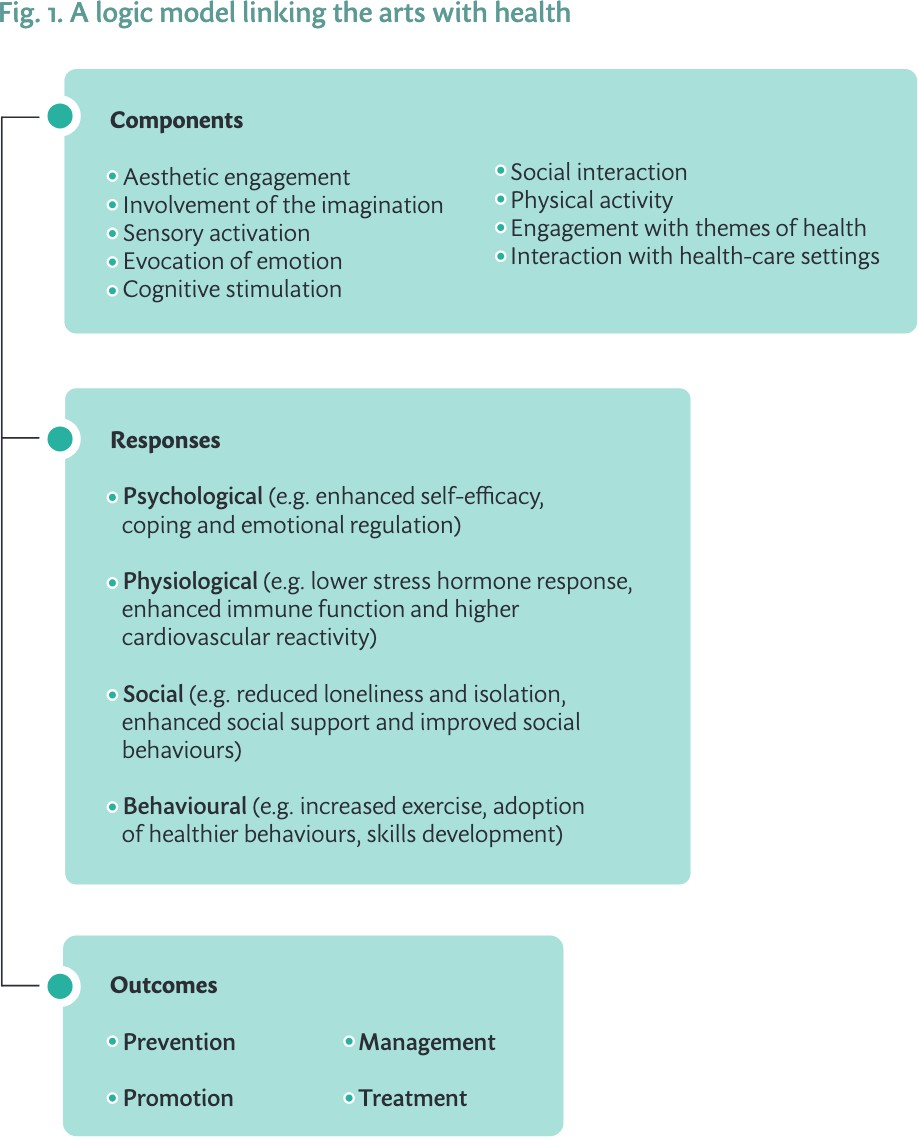 Fig. 1. A logic model linking the arts with health
Components
Aesthetic engagement
Involvement of the imagination
Sensory activation
Evocation of emotion
Cognitive stimulation
Social interaction
Physical activity
Engagement with themes of health
Interaction with health-care settings
Responses
Psychological (e.g. enhanced self-efficacy,
coping and emotional regulation)
Physiological (e.g. lower stress hormone response,
enhanced immune function and higher
cardiovascular reactivity)
Social (e.g. reduced loneliness and isolation,
enhanced social support and improved social
behaviours)
Behavioural (e.g. increased exercise, adoption
of healthier behaviours, skills development)
Outcomes
Prevention
Management
Promotion
Treatment